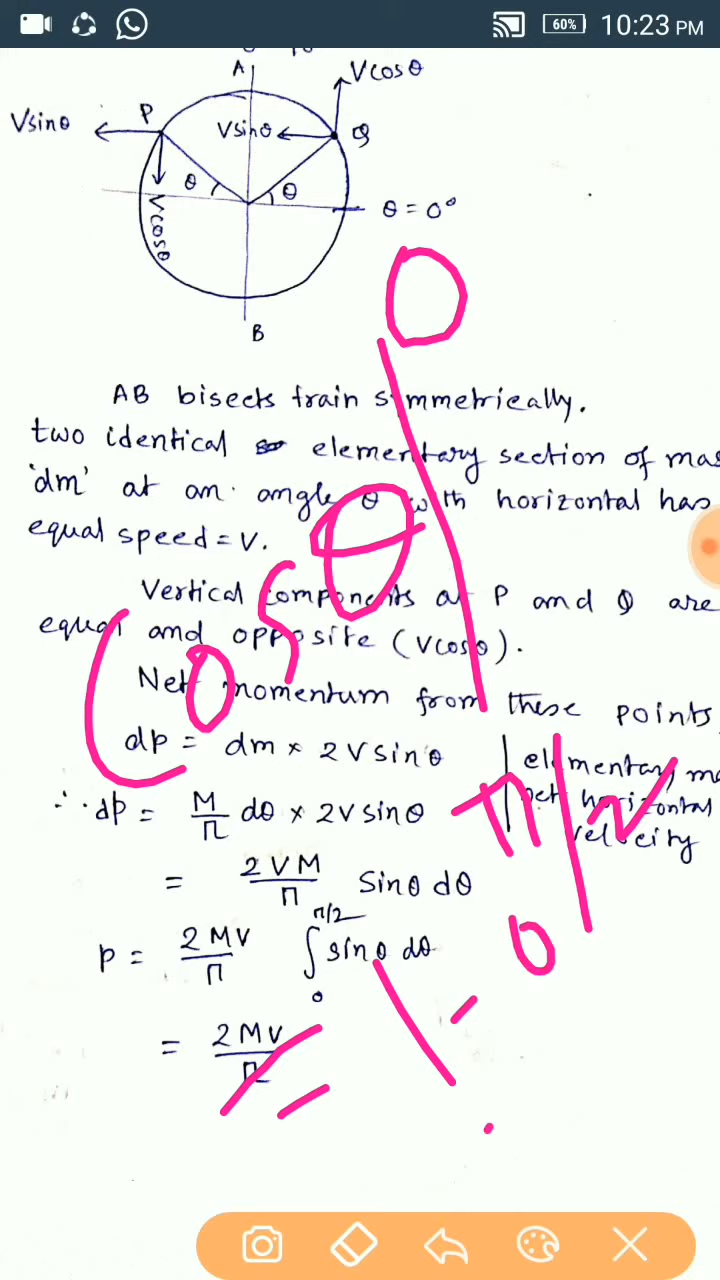 60% 10:23 PM
A
Vcosθ
P
Vsinθ
Vsinθ
Q
θ
θ
θ = 0°
Vcosθ
B
AB bisects train symmetrically.
two identical elementary section of mas
'dm' at an angle θ with horizontal has
equal speed = V.
Vertical components at P and Q are
equal and opposite (Vcosθ).
Net momentum from these points
dp = dm × 2Vsinθ
elementary ma
net horizontal
velocity
∴ dp = M/π dθ × 2Vsinθ
= 2VM/π Sinθ dθ
p = 2MV/π ∫₀^π/2 sinθ dθ
= 2MV/π
0
(0
cosθ
π/2
0
1 - 0
=